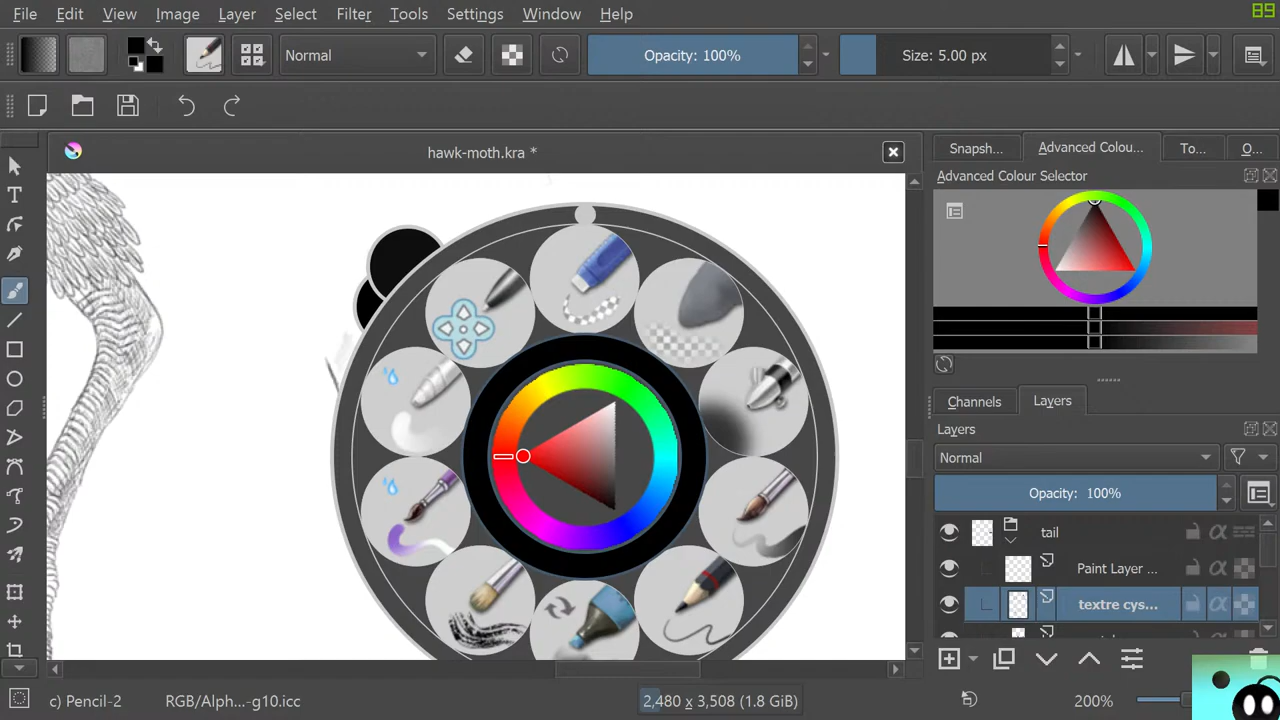 File Edit View Image Layer Select Filter Tools Settings Window Help 89
Normal Opacity: 100% Size: 5.00 px
hawk-moth.kra *
Snapsh... Advanced Colou... To... O...
Advanced Colour Selector
Channels Layers
Layers
Normal
Opacity: 100%
tail
Paint Layer ...
textre cys...
c) Pencil-2 RGB/Alph...-g10.icc 2,480 x 3,508 (1.8 GiB) 200%